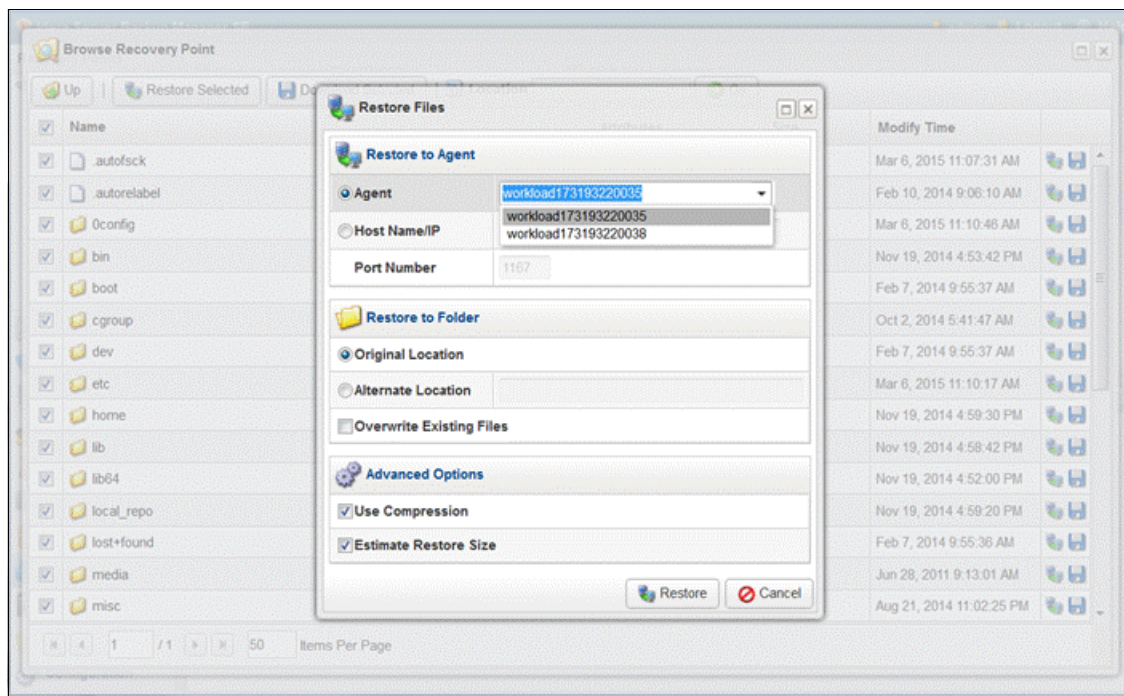 Browse Recovery Point
Up
Restore Selected
Name
Modify Time
.autofsck Mar 6, 2015 11:07:31 AM
.autorelabel Feb 10, 2014 9:06:10 AM
0config Mar 6, 2015 11:10:46 AM
bin Nov 19, 2014 4:53:42 PM
boot Feb 7, 2014 9:55:37 AM
cgroup Oct 2, 2014 5:41:47 AM
dev Feb 7, 2014 9:55:37 AM
etc Mar 6, 2015 11:10:17 AM
home Nov 19, 2014 4:59:30 PM
lib Nov 19, 2014 4:58:42 PM
lib64 Nov 19, 2014 4:52:00 PM
local_repo Nov 19, 2014 4:59:20 PM
lost+found Feb 7, 2014 9:55:36 AM
media Jun 28, 2011 9:13:01 AM
misc Aug 21, 2014 11:02:25 PM
1 / 1 50 Items Per Page
Restore Files
Restore to Agent
Agent workload173193220035
workload173193220035
workload173193220038
Host Name/IP
Port Number 1167
Restore to Folder
Original Location
Alternate Location
Overwrite Existing Files
Advanced Options
Use Compression
Estimate Restore Size
Restore
Cancel